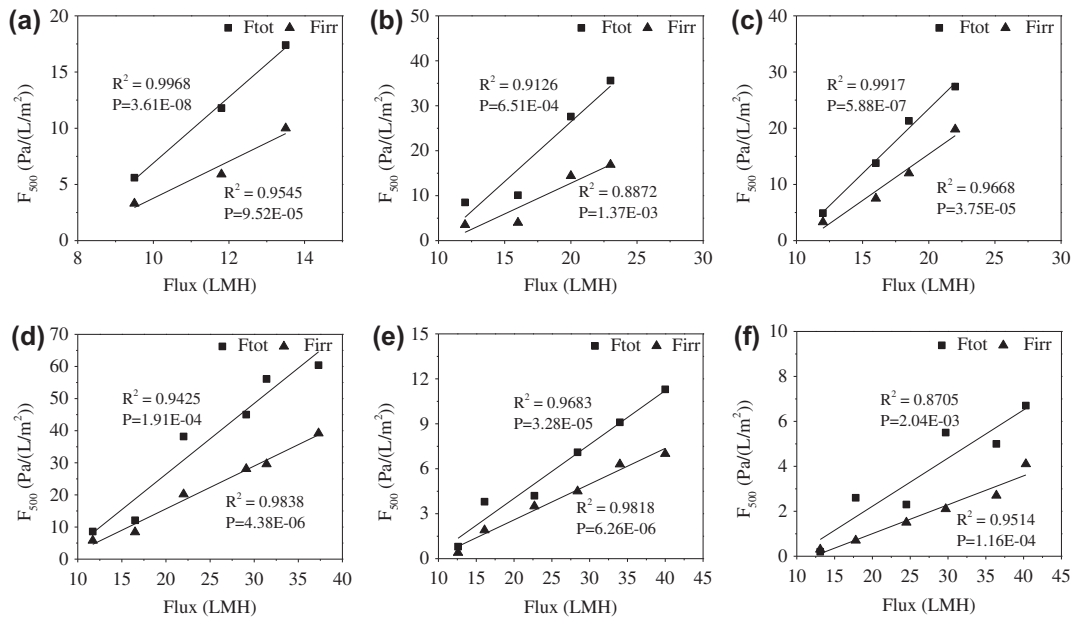 (a)
Ftot Firr
F500 (Pa/(L/m²))
20
15
10
5
0
R² = 0.9968
P=3.61E-08
R² = 0.9545
P=9.52E-05
8 10 12 14
Flux (LMH)
(b)
Ftot Firr
F500 (Pa/(L/m²))
50
40
30
20
10
0
R² = 0.9126
P=6.51E-04
R² = 0.8872
P=1.37E-03
10 15 20 25 30
Flux (LMH)
(c)
Ftot Firr
F500 (Pa/(L/m²))
40
30
20
10
0
R² = 0.9917
P=5.88E-07
R² = 0.9668
P=3.75E-05
10 15 20 25 30
Flux (LMH)
(d)
Ftot Firr
F500 (Pa/(L/m²))
70
60
50
40
30
20
10
0
R² = 0.9425
P=1.91E-04
R² = 0.9838
P=4.38E-06
10 15 20 25 30 35 40
Flux (LMH)
(e)
Ftot Firr
F500 (Pa/(L/m²))
15
12
9
6
3
0
R² = 0.9683
P=3.28E-05
R² = 0.9818
P=6.26E-06
10 15 20 25 30 35 40 45
Flux (LMH)
(f)
Ftot Firr
F500 (Pa/(L/m²))
10
8
6
4
2
0
R² = 0.8705
P=2.04E-03
R² = 0.9514
P=1.16E-04
10 15 20 25 30 35 40 45
Flux (LMH)